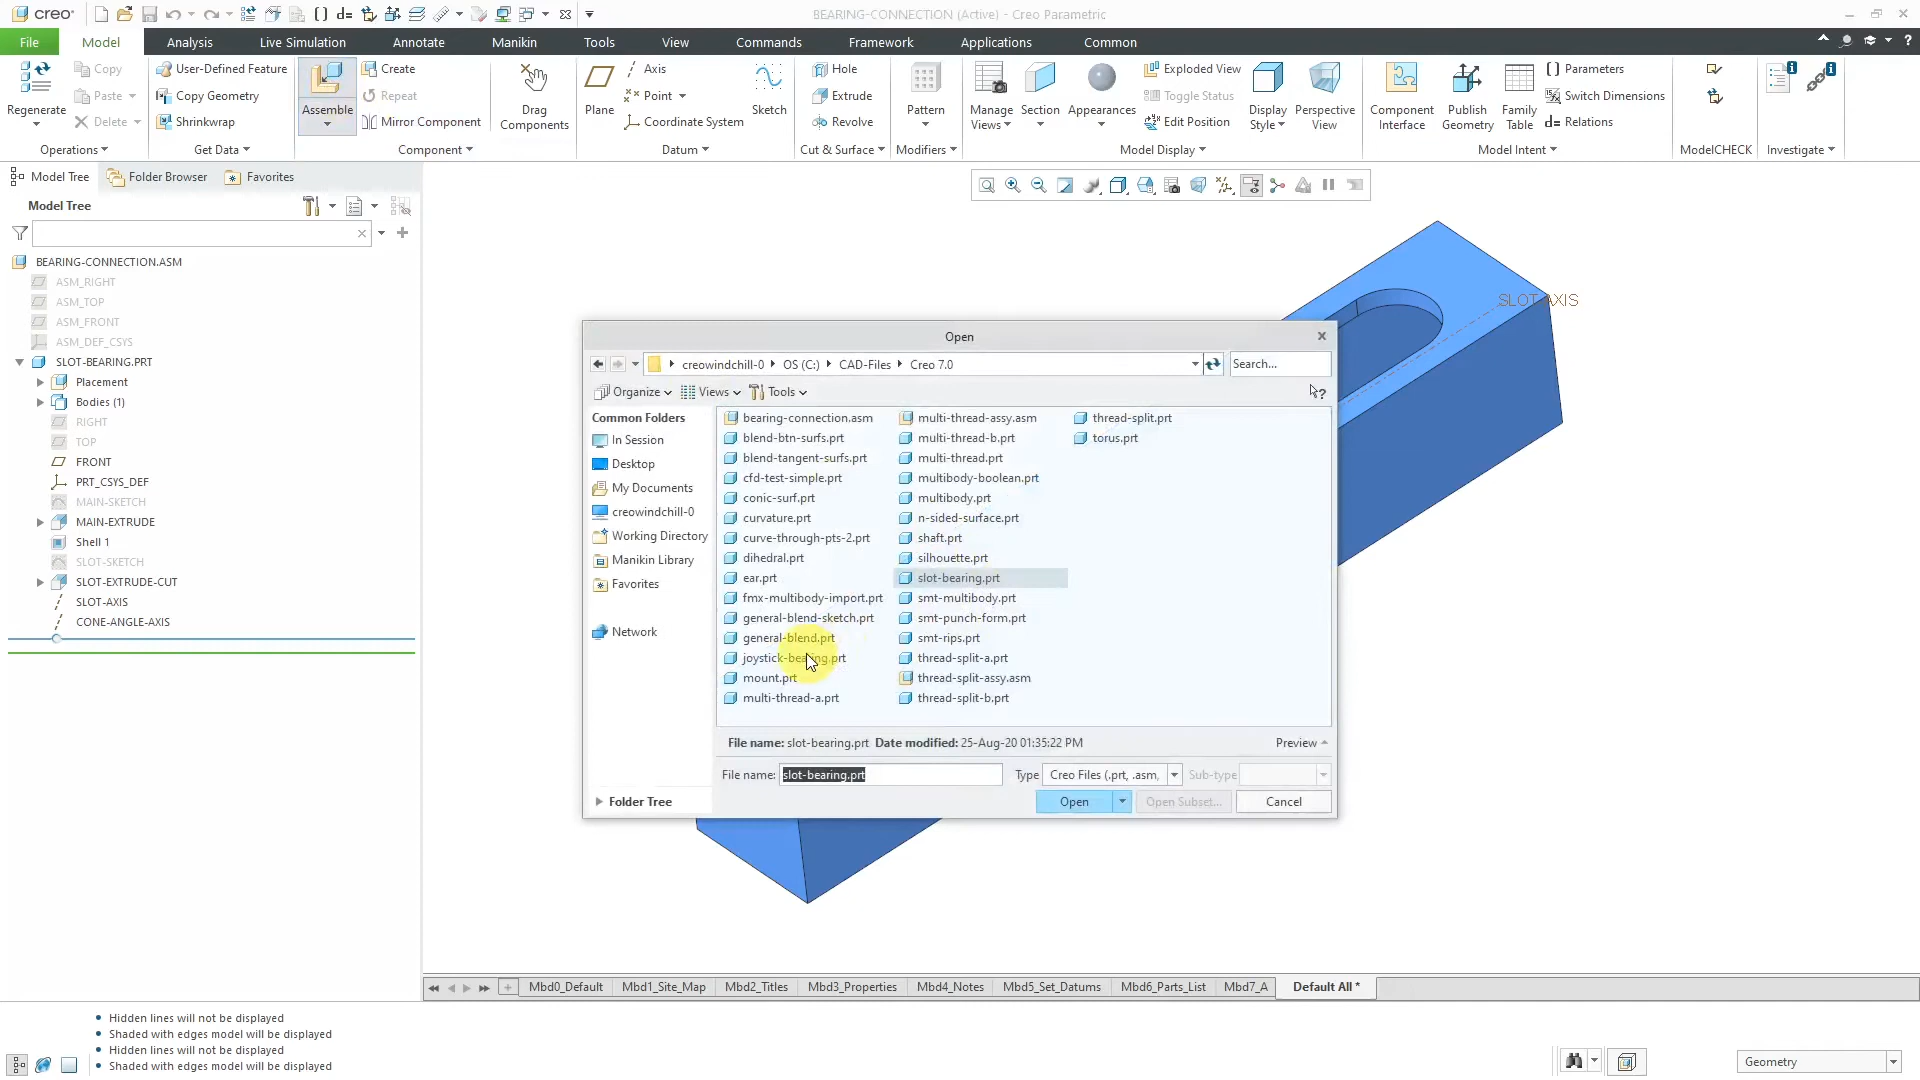 creo°
BEARING-CONNECTION (Active) - Creo Parametric
File Model Analysis Live Simulation Annotate Manikin Tools View Commands Framework Applications Common
Regenerate Copy Paste Delete Operations
User-Defined Feature
Copy Geometry
Shrinkwrap
Get Data
Assemble Create Repeat Mirror Component Drag Components Component
Plane Axis Point Coordinate System Sketch Datum
Hole Extrude Revolve Cut & Surface
Pattern Modifiers
Manage Views Section Appearances Exploded View Toggle Status Edit Position Display Style Perspective View Model Display
Component Interface Publish Geometry Family Table Parameters Switch Dimensions d= Relations Model Intent
ModelCHECK
Investigate
Model Tree Folder Browser Favorites
Model Tree
BEARING-CONNECTION.ASM
ASM_RIGHT
ASM_TOP
ASM_FRONT
ASM_DEF_CSYS
SLOT-BEARING.PRT
Placement
Bodies (1)
RIGHT
TOP
FRONT
PRT_CSYS_DEF
MAIN-SKETCH
MAIN-EXTRUDE
Shell 1
SLOT-SKETCH
SLOT-EXTRUDE-CUT
SLOT-AXIS
CONE-ANGLE-AXIS
SLOT-AXIS
Open
creowindchill-0 OS (C:) CAD-Files Creo 7.0 Search...
Organize Views Tools
Common Folders
In Session
Desktop
My Documents
creowindchill-0
Working Directory
Manikin Library
Favorites
Network
Folder Tree
bearing-connection.asm
blend-btn-surfs.prt
blend-tangent-surfs.prt
cfd-test-simple.prt
conic-surf.prt
curvature.prt
curve-through-pts-2.prt
dihedral.prt
ear.prt
fmx-multibody-import.prt
general-blend-sketch.prt
general-blend.prt
joystick-bearing.prt
mount.prt
multi-thread-a.prt
multi-thread-assy.asm
multi-thread-b.prt
multi-thread.prt
multibody-boolean.prt
multibody.prt
n-sided-surface.prt
shaft.prt
silhouette.prt
slot-bearing.prt
smt-multibody.prt
smt-punch-form.prt
smt-rips.prt
thread-split-a.prt
thread-split-assy.asm
thread-split-b.prt
thread-split.prt
torus.prt
File name: slot-bearing.prt Date modified: 25-Aug-20 01:35:22 PM Preview
File name: slot-bearing.prt Type Creo Files (.prt, .asm, Sub-type
Open Open Subset... Cancel
Mbd0_Default Mbd1_Site_Map Mbd2_Titles Mbd3_Properties Mbd4_Notes Mbd5_Set_Datums Mbd6_Parts_List Mbd7_A Default All *
• Hidden lines will not be displayed
• Shaded with edges model will be displayed
• Hidden lines will not be displayed
• Shaded with edges model will be displayed
Geometry